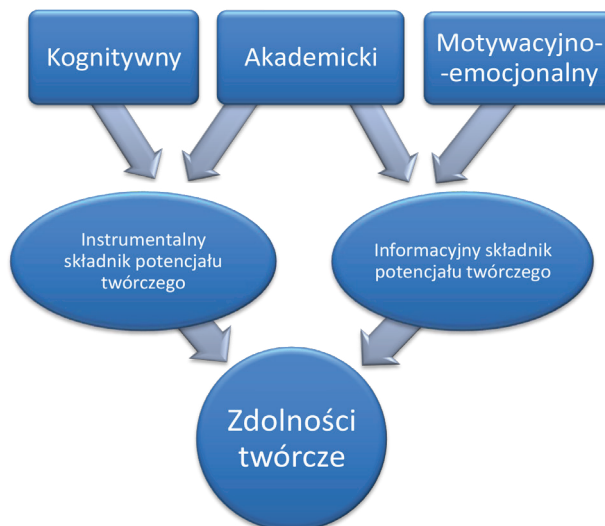 Kognitywny
Akademicki
Motywacyjno-
-emocjonalny
Instrumentalny
składnik potencjału
twórczego
Informacyjny składnik
potencjału twórczego
Zdolności
twórcze